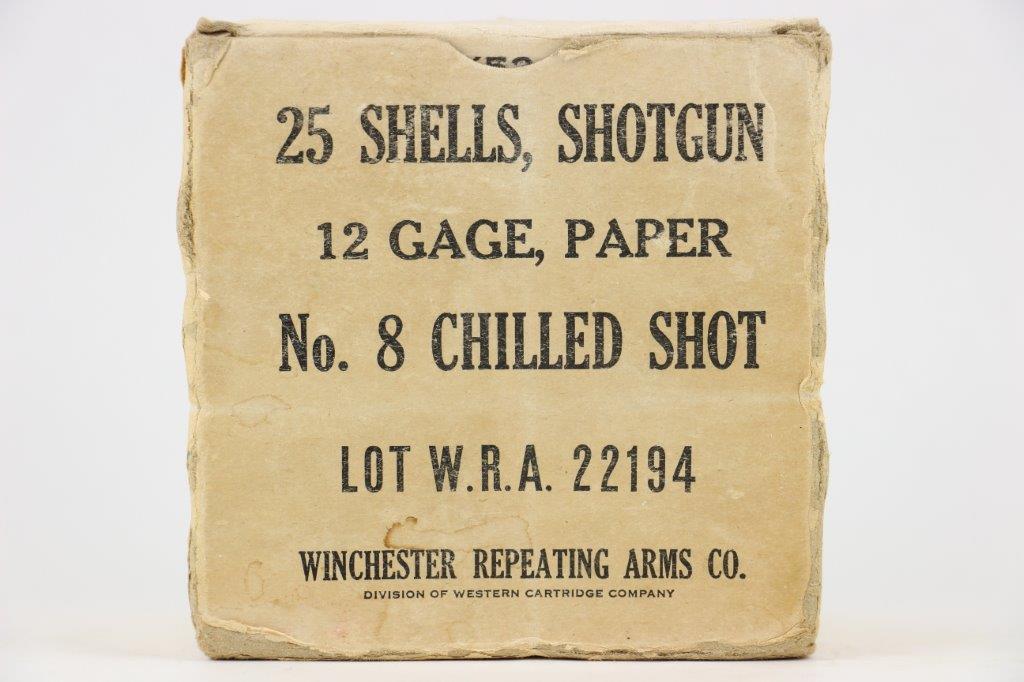 25 SHELLS, SHOTGUN
12 GAGE, PAPER
No. 8 CHILLED SHOT
LOT W.R.A. 22194
WINCHESTER REPEATING ARMS CO.
DIVISION OF WESTERN CARTRIDGE COMPANY